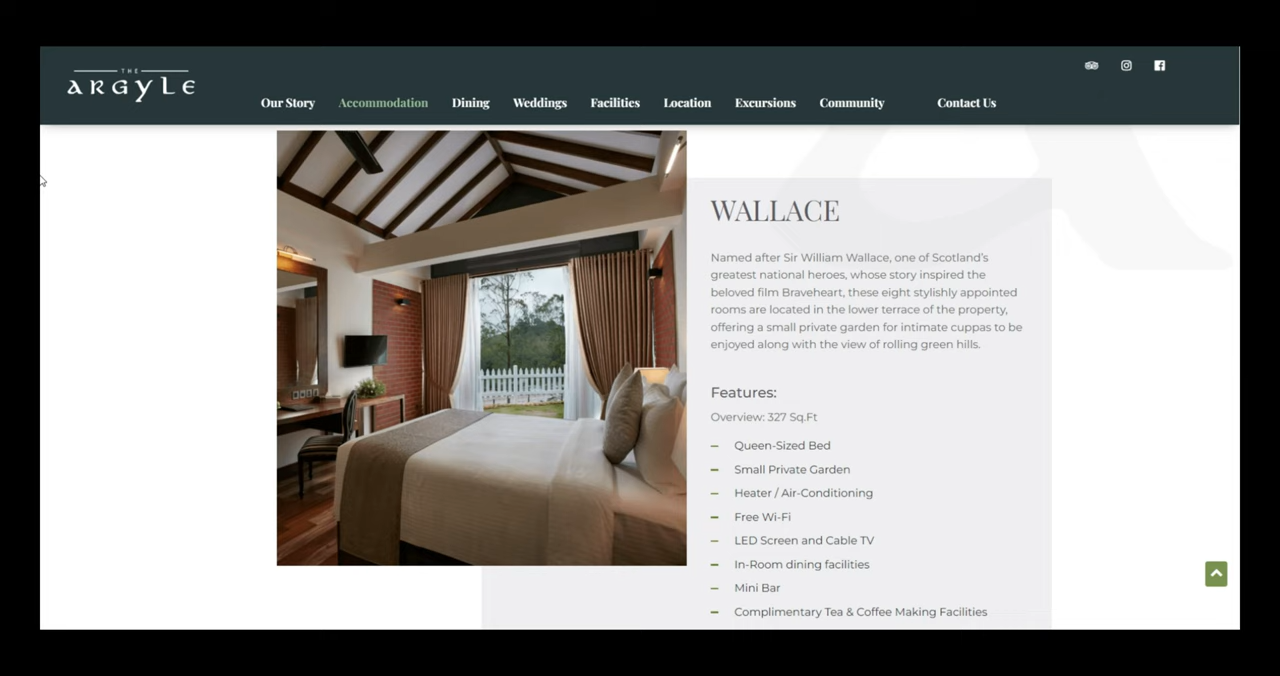 THE
ARGYLE
Our Story Accommodation Dining Weddings Facilities Location Excursions Community Contact Us
WALLACE
Named after Sir William Wallace, one of Scotland's
greatest national heroes, whose story inspired the
beloved film Braveheart, these eight stylishly appointed
rooms are located in the lower terrace of the property,
offering a small private garden for intimate cuppas to be
enjoyed along with the view of rolling green hills.
Features:
Overview: 327 Sq.Ft
– Queen-Sized Bed
– Small Private Garden
– Heater / Air-Conditioning
– Free Wi-Fi
– LED Screen and Cable TV
– In-Room dining facilities
– Mini Bar
– Complimentary Tea & Coffee Making Facilities